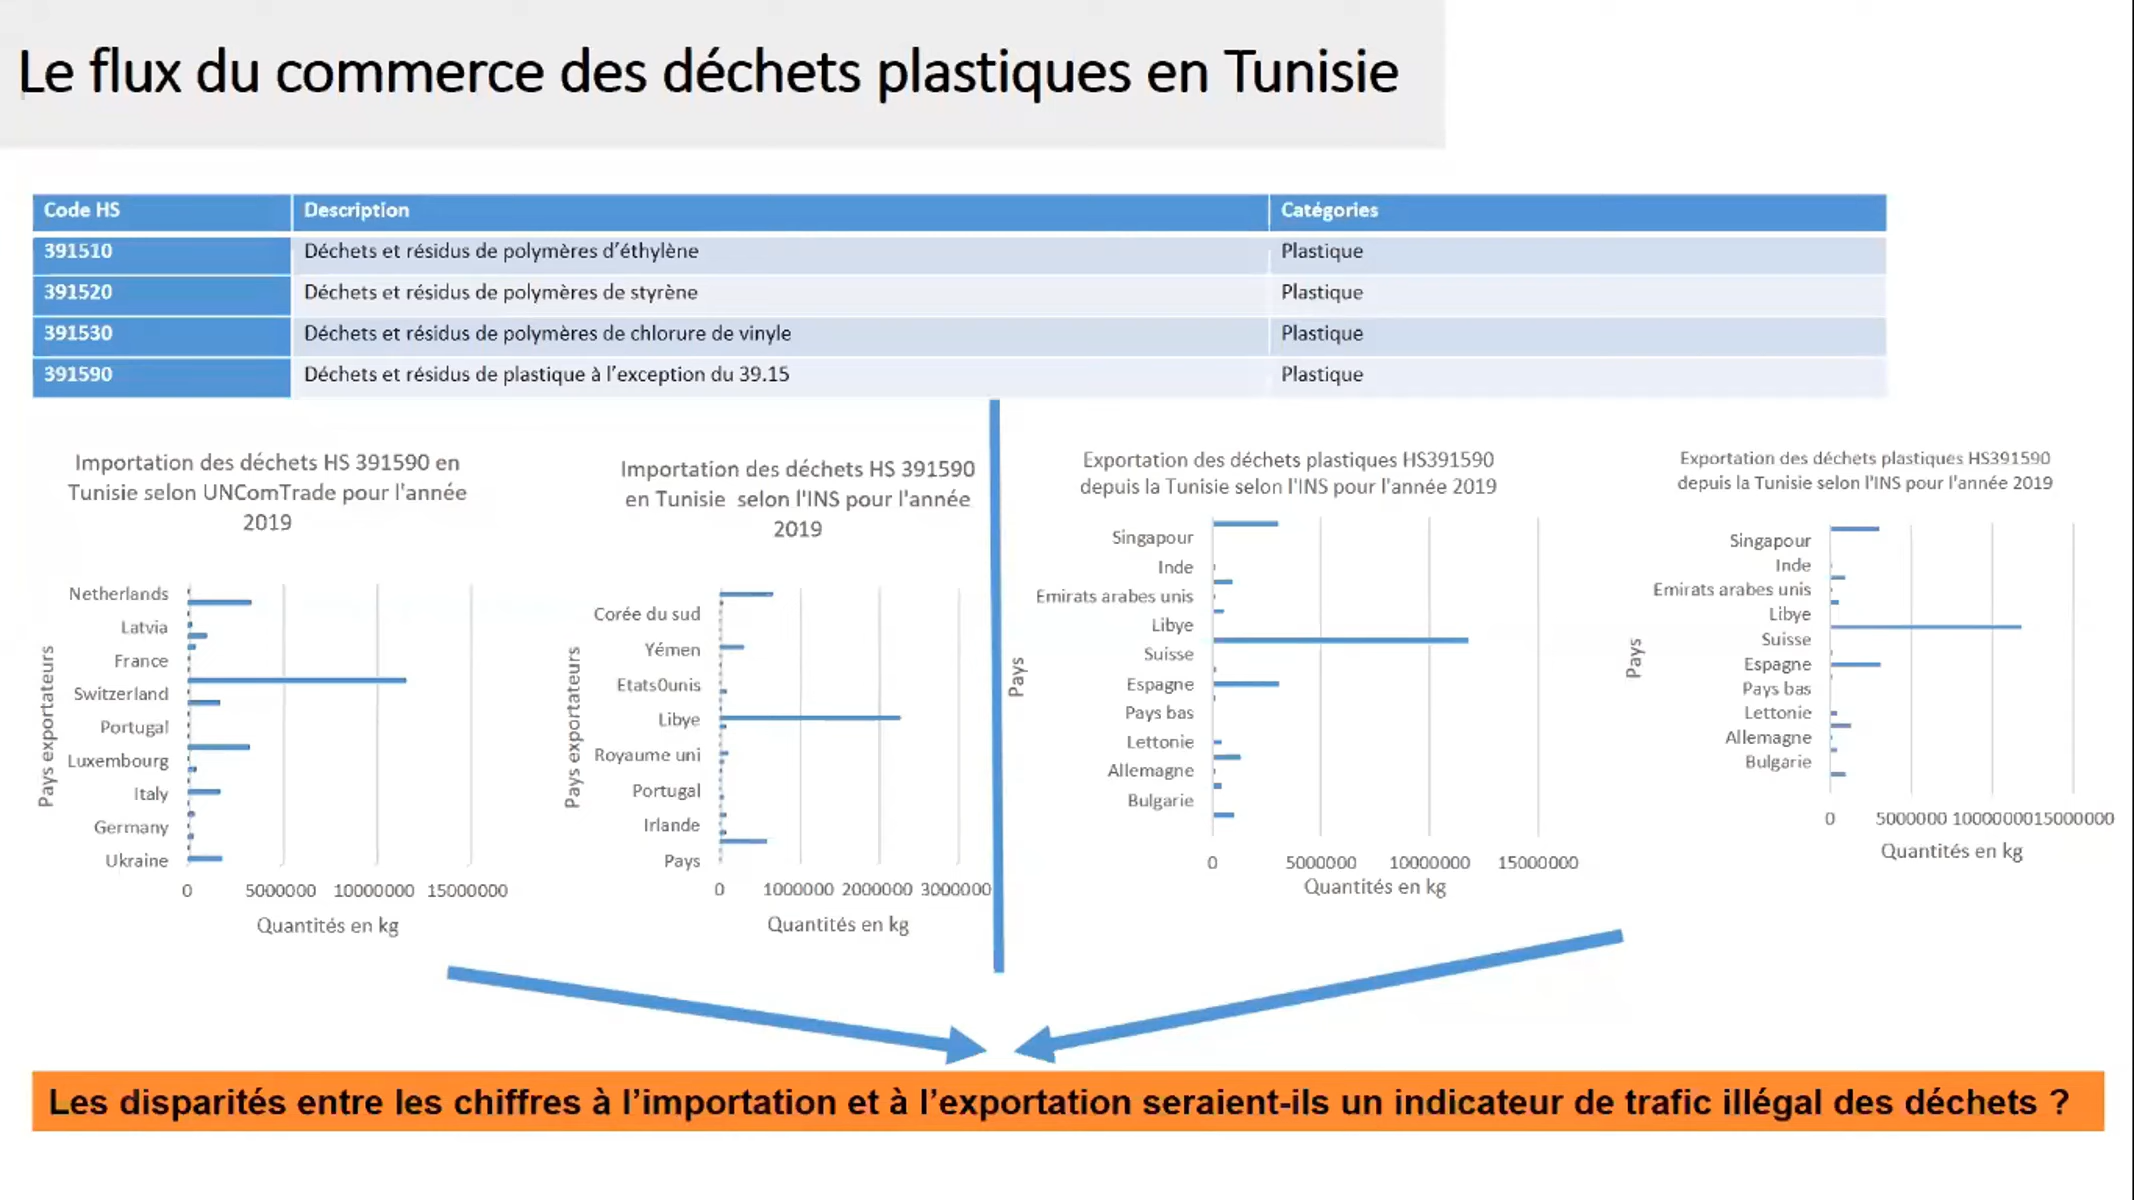 Le flux du commerce des déchets plastiques en Tunisie
Code HS Description Catégories
391510 Déchets et résidus de polymères d’éthylène Plastique
391520 Déchets et résidus de polymères de styrène Plastique
391530 Déchets et résidus de polymères de chlorure de vinyle Plastique
391590 Déchets et résidus de plastique à l’exception du 39.15 Plastique
Importation des déchets HS 391590 en
Tunisie selon UNComTrade pour l'année
2019
Pays exportateurs
Netherlands
Latvia
France
Switzerland
Portugal
Luxembourg
Italy
Germany
Ukraine
0 5000000 10000000 15000000
Quantités en kg
Importation des déchets HS 391590
en Tunisie selon l'INS pour l'année
2019
Pays exportateurs
Corée du sud
Yémen
Etats0unis
Libye
Royaume uni
Portugal
Irlande
Pays
0 1000000 2000000 3000000
Quantités en kg
Exportation des déchets plastiques HS391590
depuis la Tunisie selon l'INS pour l'année 2019
Pays
Singapour
Inde
Emirats arabes unis
Libye
Suisse
Espagne
Pays bas
Lettonie
Allemagne
Bulgarie
0 5000000 10000000 15000000
Quantités en kg
Exportation des déchets plastiques HS391590
depuis la Tunisie selon l'INS pour l'année 2019
Pays
Singapour
Inde
Emirats arabes unis
Libye
Suisse
Espagne
Pays bas
Lettonie
Allemagne
Bulgarie
0 5000000 10000000 15000000
Quantités en kg
Les disparités entre les chiffres à l’importation et à l’exportation seraient-ils un indicateur de trafic illégal des déchets ?